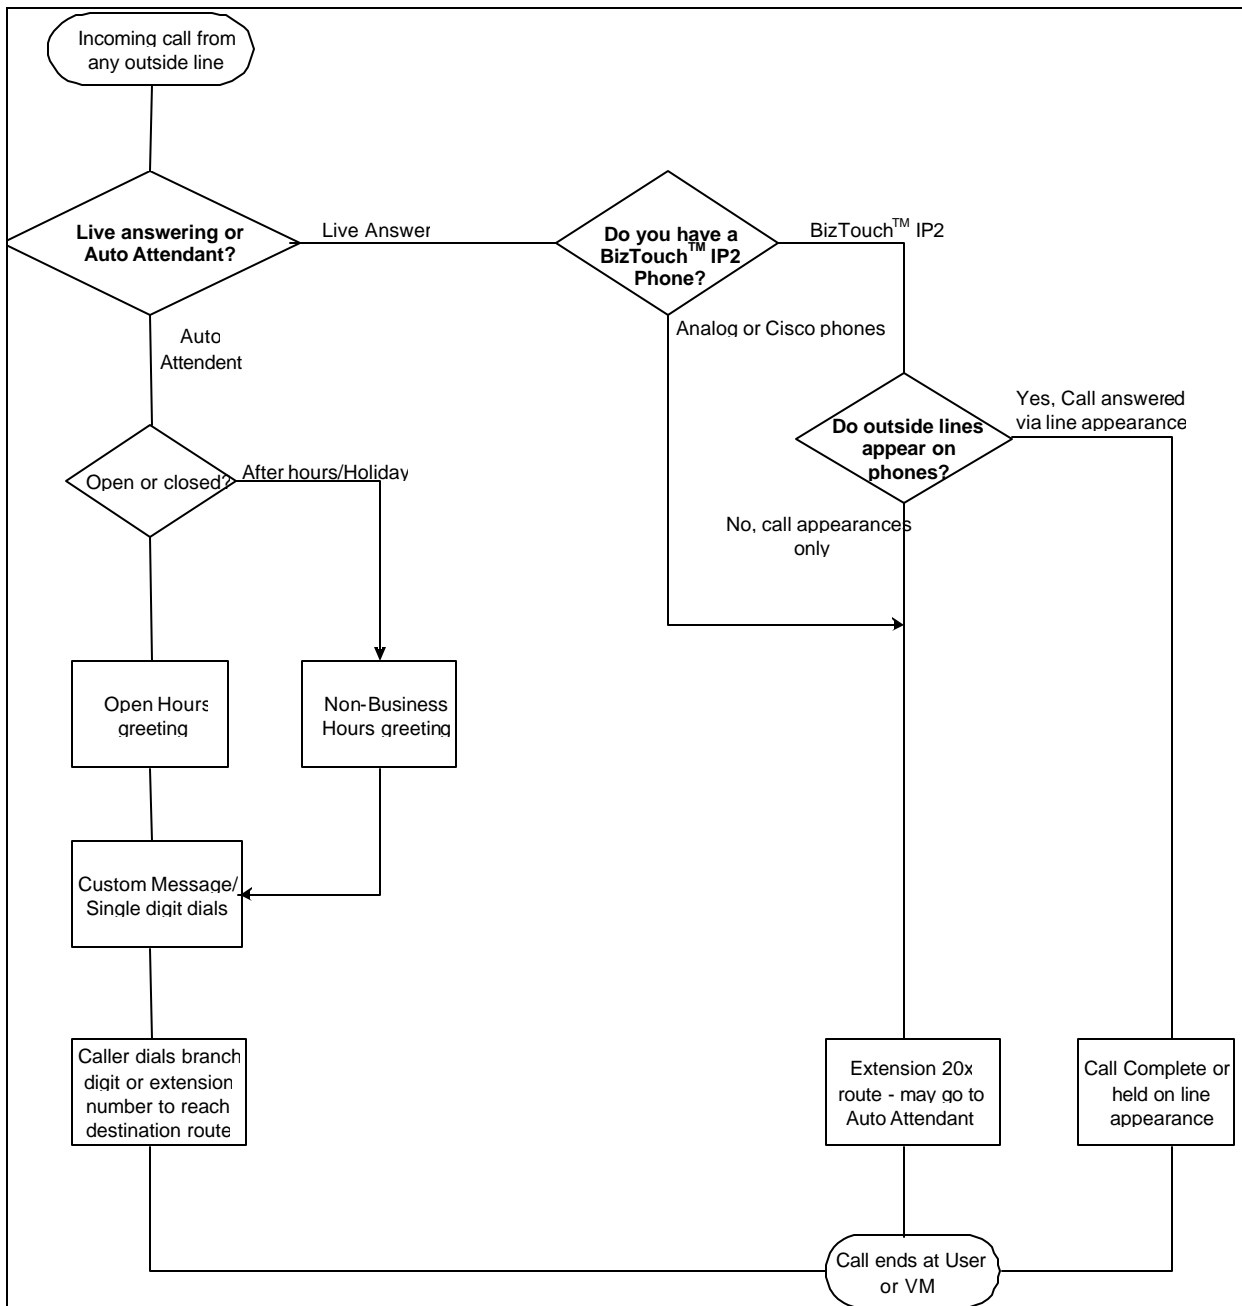 Incoming call from
any outside line
Live answering or
Auto Attendant?
Live Answer
Do you have a
BizTouch™ IP2
Phone?
BizTouch™ IP2
Auto
Attendent
Analog or Cisco phones
Do outside lines
appear on
phones?
Yes, Call answered
via line appearance
Open or closed?
After hours/Holiday
No, call appearances
only
Open Hours
greeting
Non-Business
Hours greeting
Custom Message/
Single digit dials
Caller dials branch
digit or extension
number to reach
destination route
Extension 20x
route - may go to
Auto Attendant
Call Complete or
held on line
appearance
Call ends at User
or VM